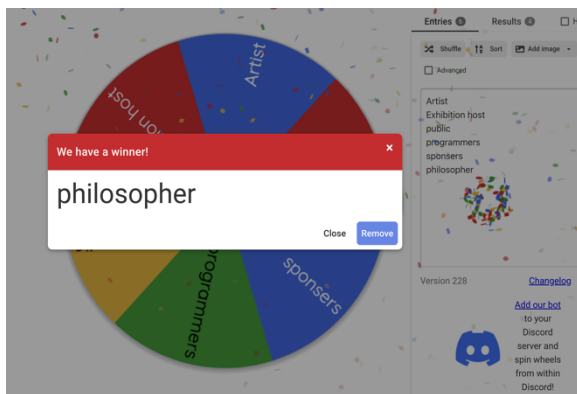 Entries 6 Results
Shuffle Sort Add image
Advanced
Artist
Exhibition host
public
programmers
sponsers
philosopher
Artist
ion host
programmers
sponsers
We have a winner!
×
philosopher
Close Remove
Version 228 Changelog
Add our bot
to your
Discord
server and
spin wheels
from within
Discord!